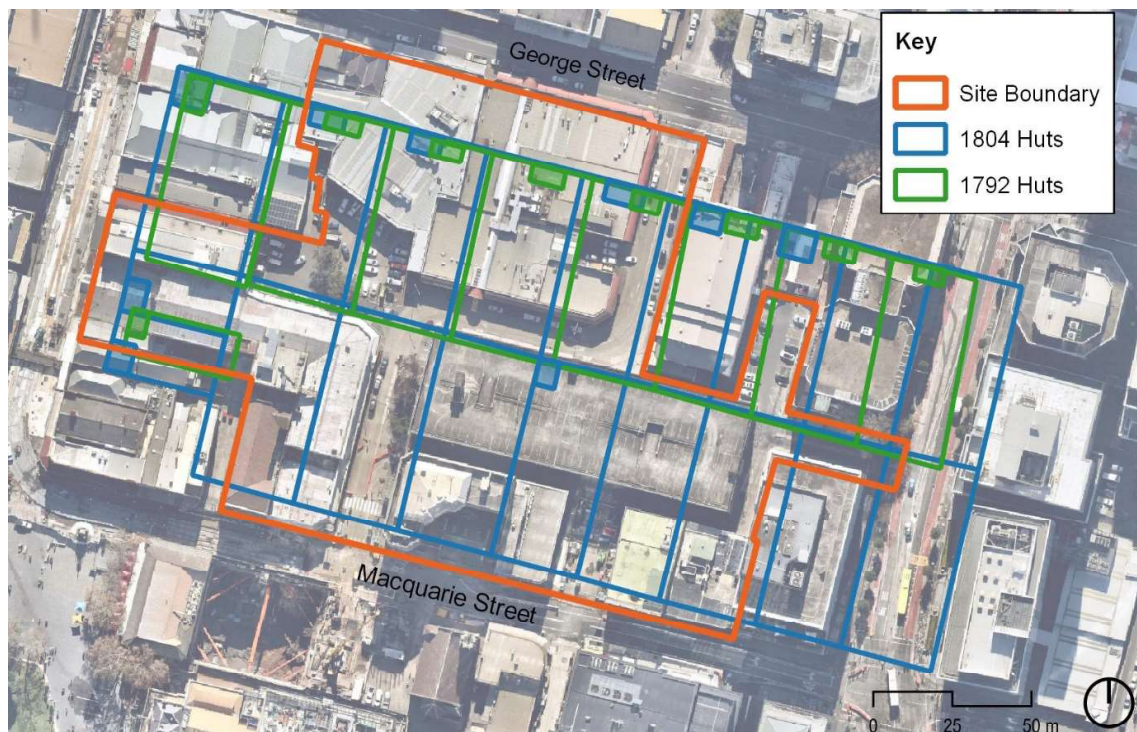 George Street
Key
Site Boundary
1804 Huts
1792 Huts
Macquarie Street
0 25 50 m